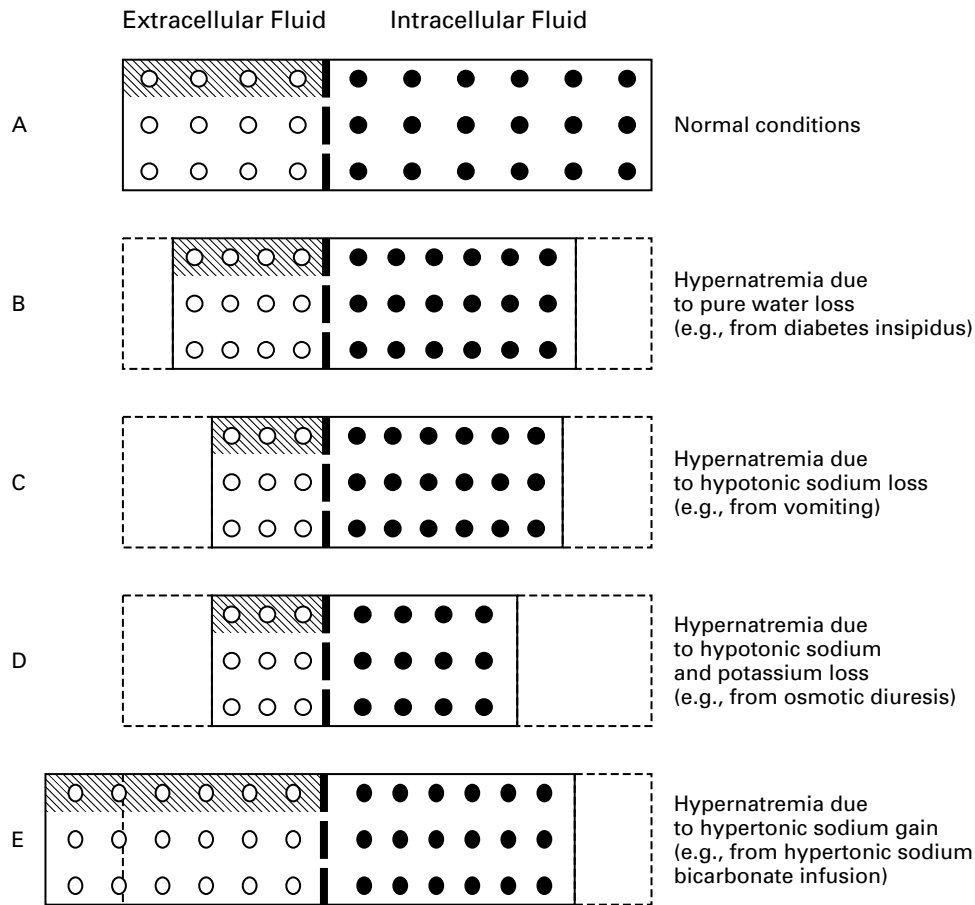 Extracellular Fluid Intracellular Fluid
A
Normal conditions
B
Hypernatremia due
to pure water loss
(e.g., from diabetes insipidus)
C
Hypernatremia due
to hypotonic sodium loss
(e.g., from vomiting)
D
Hypernatremia due
to hypotonic sodium
and potassium loss
(e.g., from osmotic diuresis)
E
Hypernatremia due
to hypertonic sodium gain
(e.g., from hypertonic sodium
bicarbonate infusion)